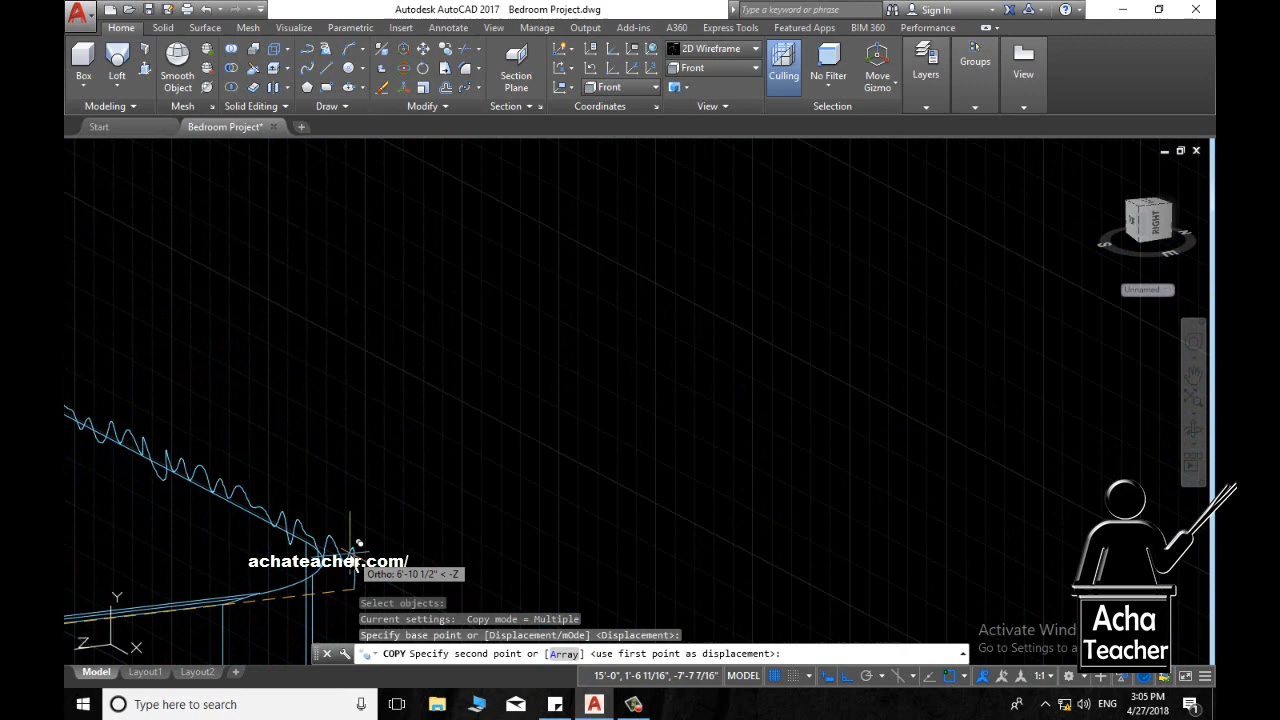 Autodesk AutoCAD 2017 Bedroom Project.dwg
Type a keyword or phrase
Sign In
Home Solid Surface Mesh Visualize Parametric Insert Annotate View Manage Output Add-ins A360 Express Tools Featured Apps BIM 360 Performance
Box
Loft
Smooth
Object
Section
Plane
2D Wireframe
Front
Front
Culling
No Filter
Move
Gizmo
Layers
Groups
View
Modeling Mesh Solid Editing Draw Modify Section Coordinates View Selection
Start
Bedroom Project*
RIGHT
S
E
N
Unnamed
achateacher.com/
Ortho: 6'-10 1/2" < -Z
Select objects:
Current settings: Copy mode = Multiple
Specify base point or [Displacement/mOde] <Displacement>:
COPY Specify second point or [Array] <use first point as displacement>:
Y
Z
X
Activate Wind
Go to Settings to a
Acha
Teacher
Model Layout1 Layout2
15'-0", 1'-6 11/16", -7'-7 7/16" MODEL
1:1
Type here to search
ENG
3:05 PM
4/27/2018
1